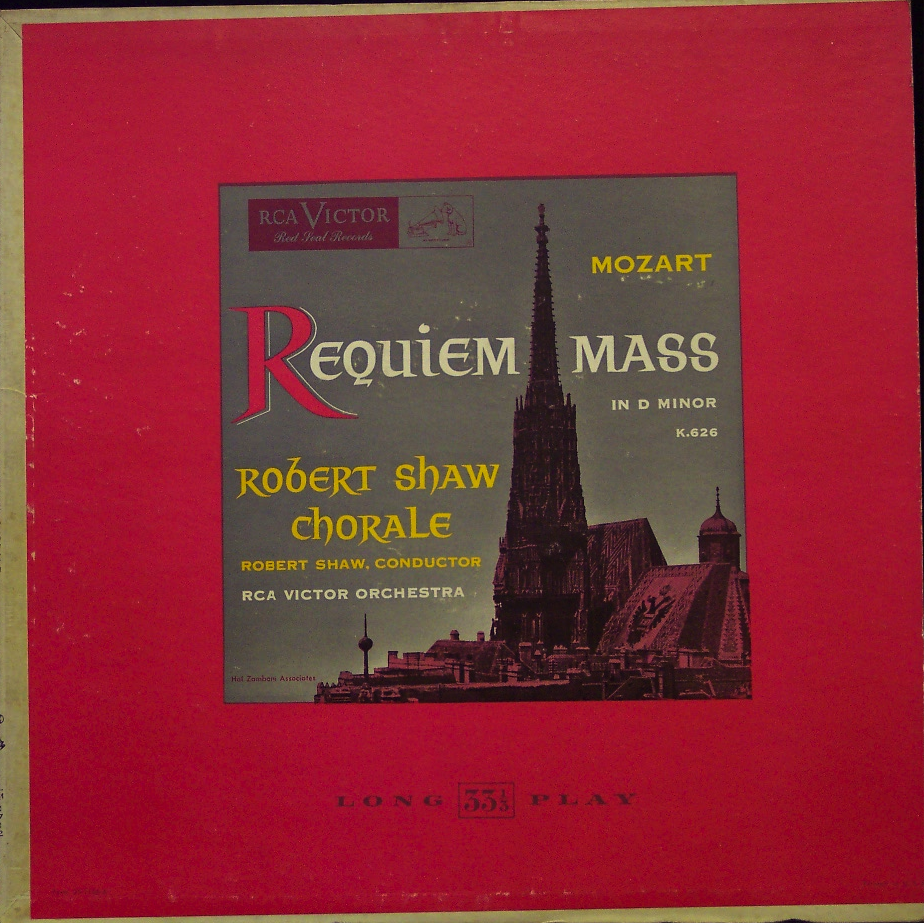 RCA VICTOR
Red Seal Records
MOZART
REQUIEM MASS
IN D MINOR
K.626
ROBERT SHAW
CHORALE
ROBERT SHAW, CONDUCTOR
RCA VICTOR ORCHESTRA
Hal Zamboni Associates
LONG 33⅓ PLAY